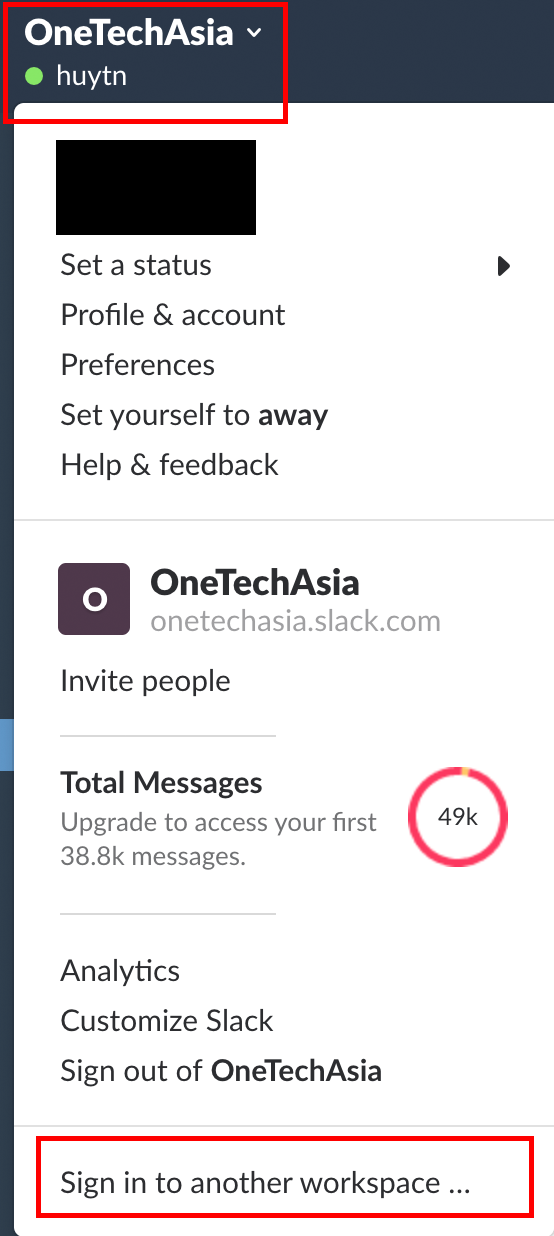 OneTechAsia
huytn
Set a status
Profile & account
Preferences
Set yourself to away
Help & feedback
O
OneTechAsia
onetechasia.slack.com
Invite people
Total Messages
Upgrade to access your first
38.8k messages.
49k
Analytics
Customize Slack
Sign out of OneTechAsia
Sign in to another workspace ...